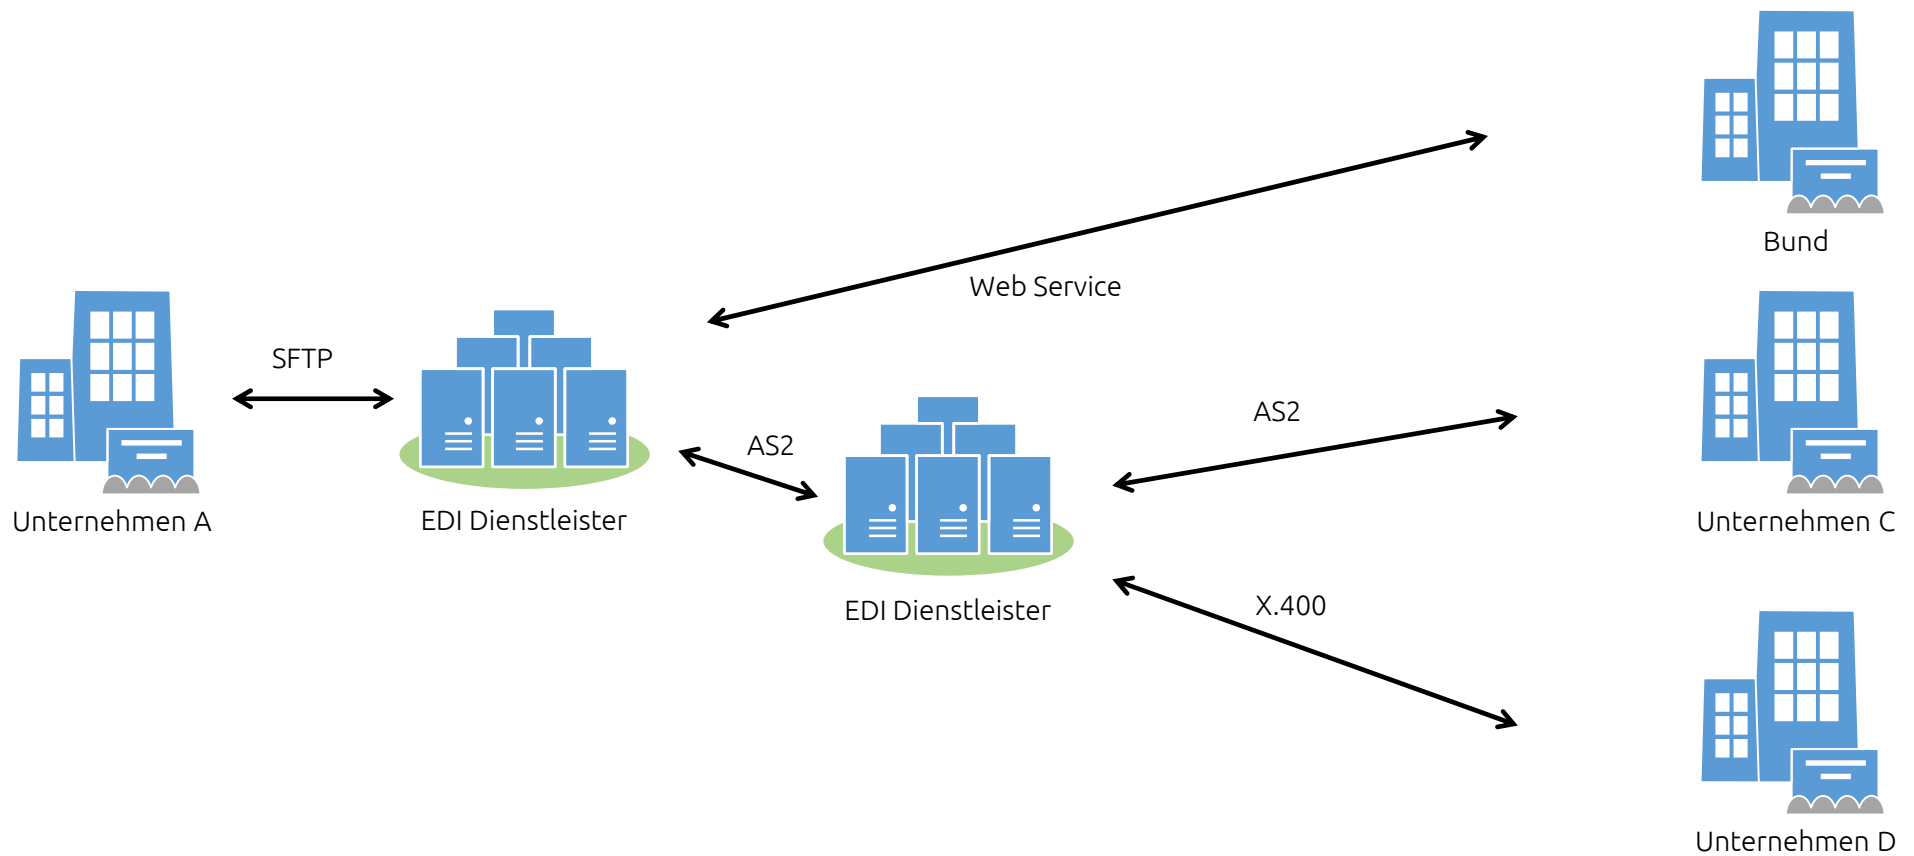 Bund
Web Service
SFTP
AS2
AS2
Unternehmen A
EDI Dienstleister
Unternehmen C
EDI Dienstleister
X.400
Unternehmen D